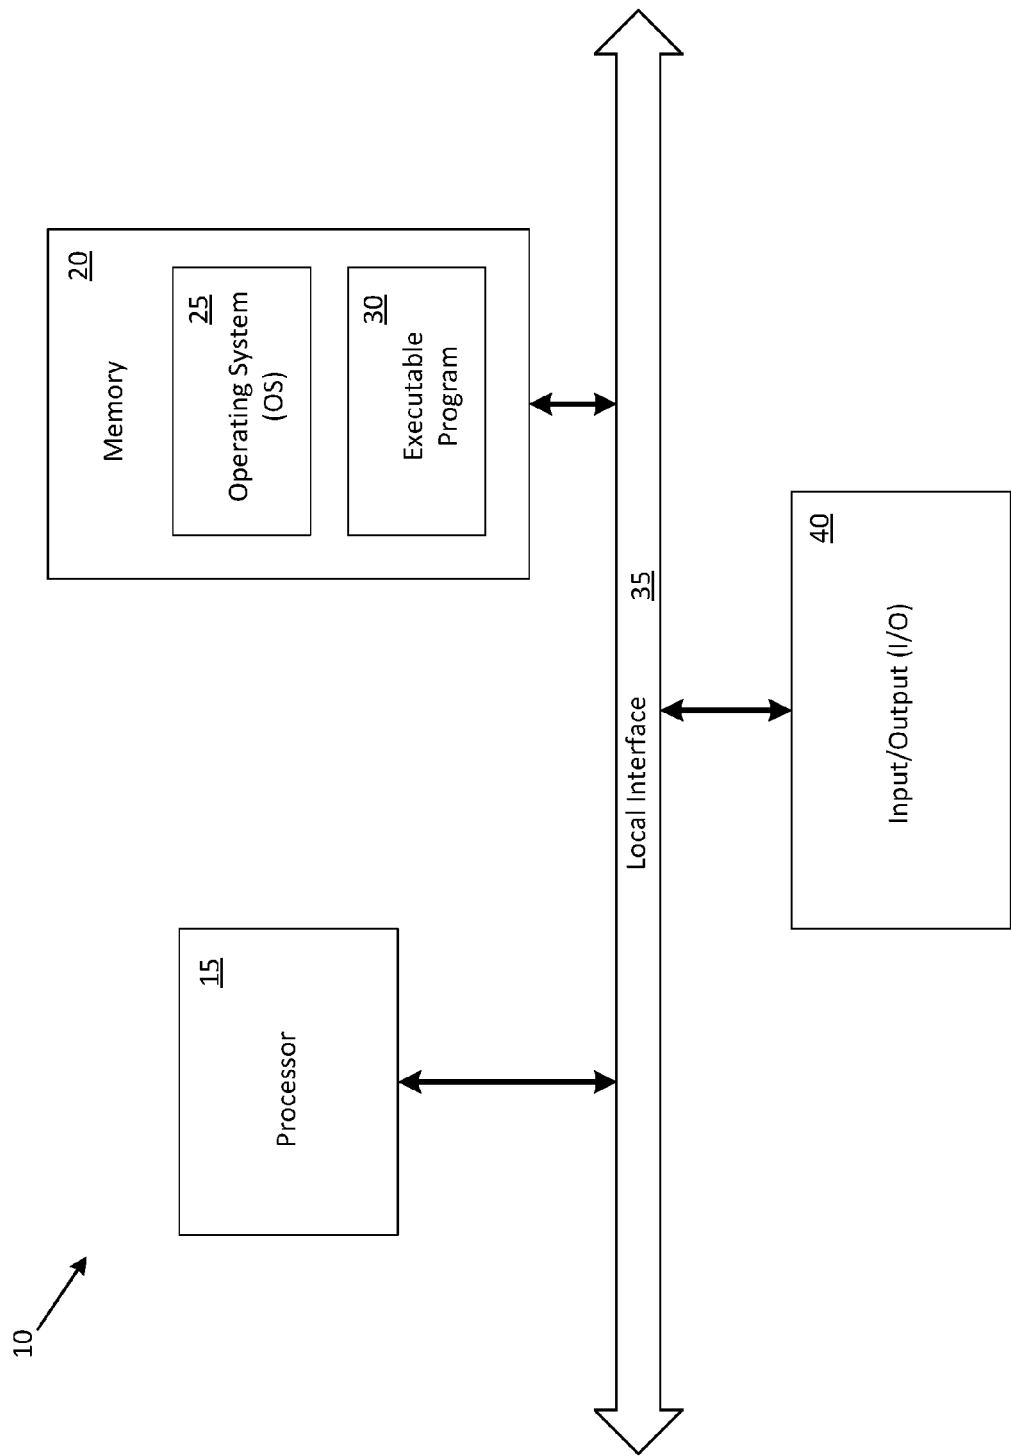 10
Processor
15
Memory
20
Operating System
(OS)
25
Executable
Program
30
Local Interface
35
Input/Output (I/O)
40